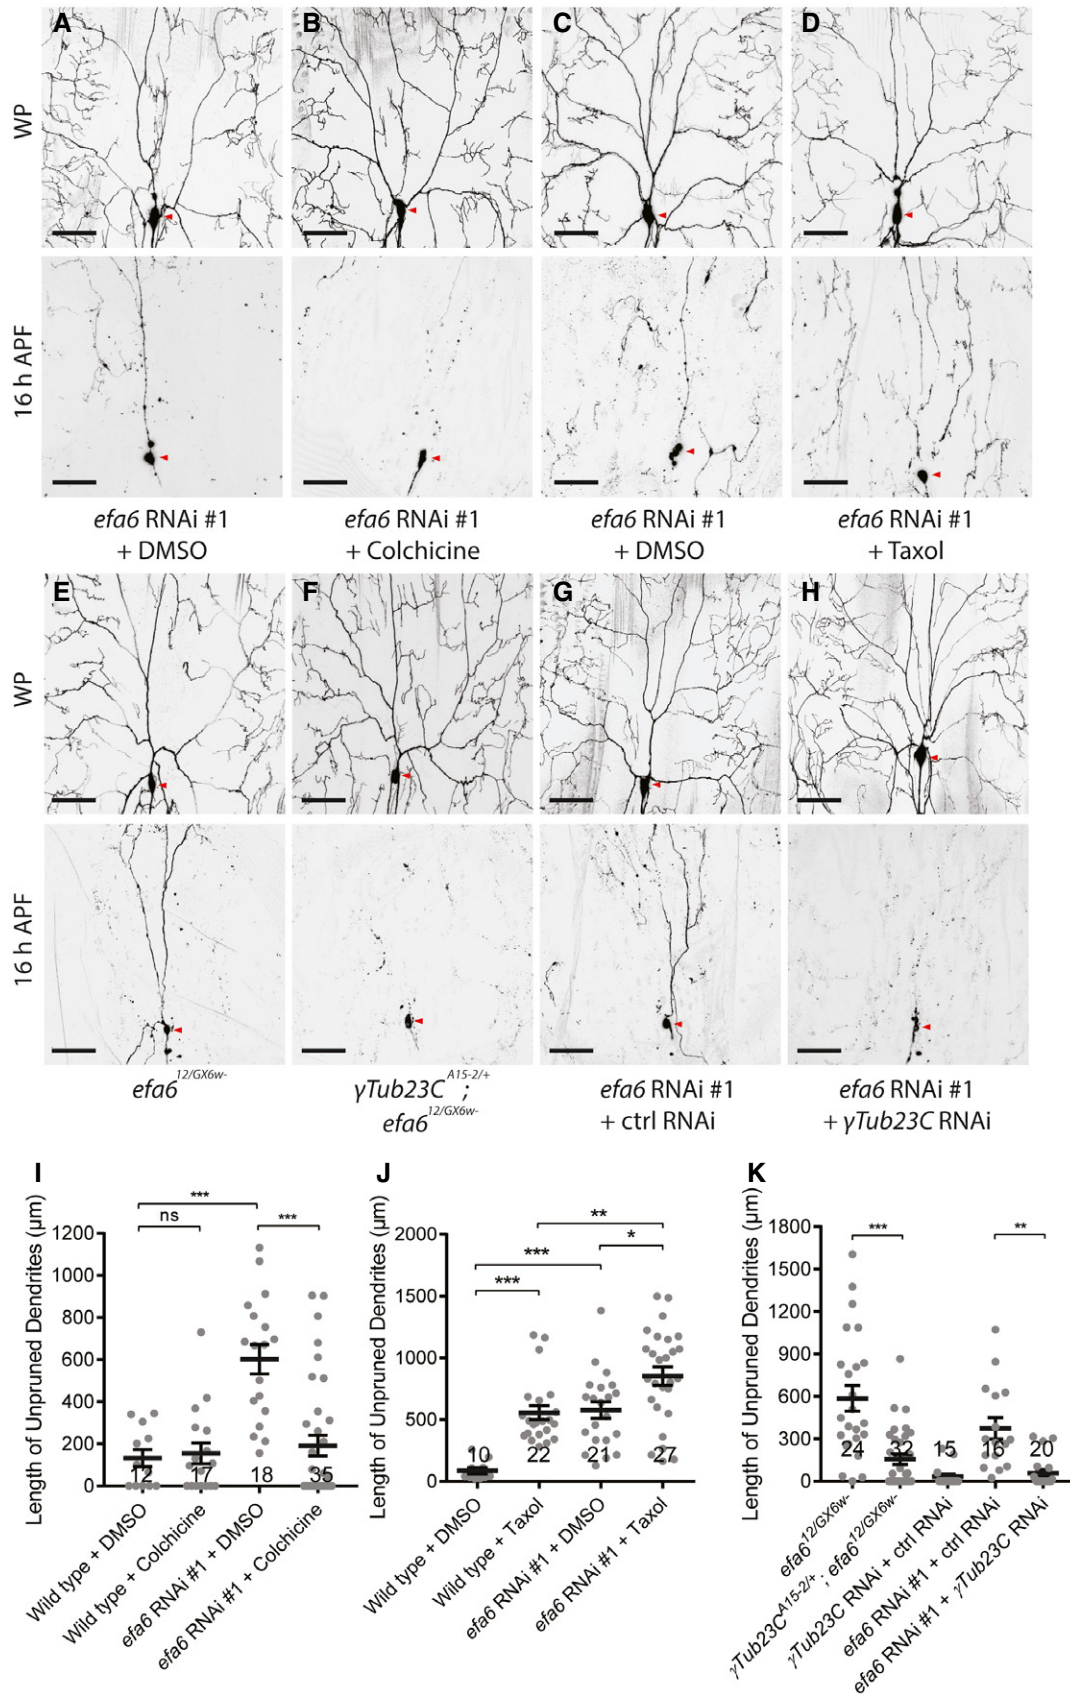 A B C D
WP
16 h APF
efa6 RNAi #1 efa6 RNAi #1 efa6 RNAi #1 efa6 RNAi #1
+ DMSO + Colchicine + DMSO + Taxol
E F G H
WP
16 h APF
efa6 12/GX6w- γTub23C A15-2/+ ; efa6 RNAi #1 efa6 RNAi #1
efa6 12/GX6w- + ctrl RNAi + γTub23C RNAi
I
Length of Unpruned Dendrites (µm)
***
ns ***
1200
1000
800
600
400
200
0
12 17 18 35
Wild type + DMSO
Wild type + Colchicine
efa6 RNAi #1 + DMSO
efa6 RNAi #1 + Colchicine
J
Length of Unpruned Dendrites (µm)
**
*
***
***
2000
1500
1000
500
0
10 22 21 27
Wild type + DMSO
Wild type + Taxol
efa6 RNAi #1 + DMSO
efa6 RNAi #1 + Taxol
K
Length of Unpruned Dendrites (µm)
*** **
1800
1500
1200
900
600
300
0
24 32 15 16 20
efa6 12/GX6w-
γTub23C A15-2/+ ; efa6 12/GX6w-
γTub23C RNAi + ctrl RNAi
efa6 RNAi #1 + ctrl RNAi
efa6 RNAi #1 + γTub23C RNAi